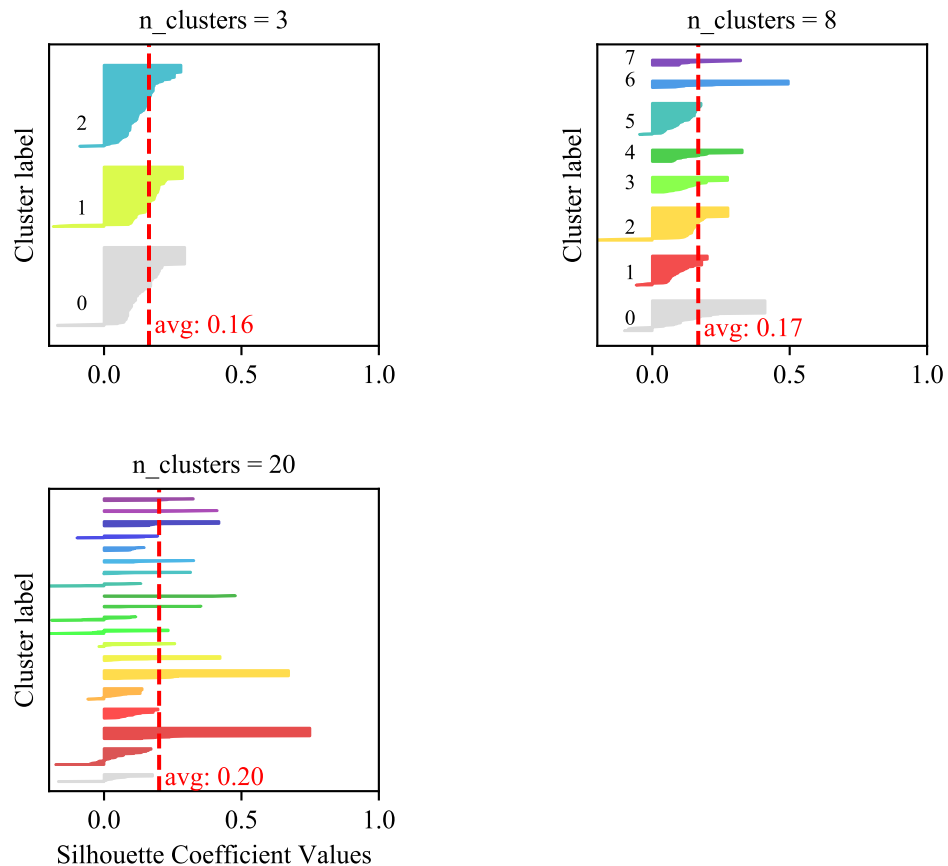 n_clusters = 3
Cluster label
2
1
0
avg: 0.16
0.0 0.5 1.0
n_clusters = 8
Cluster label
7
6
5
4
3
2
1
0
avg: 0.17
0.0 0.5 1.0
n_clusters = 20
Cluster label
avg: 0.20
0.0 0.5 1.0
Silhouette Coefficient Values